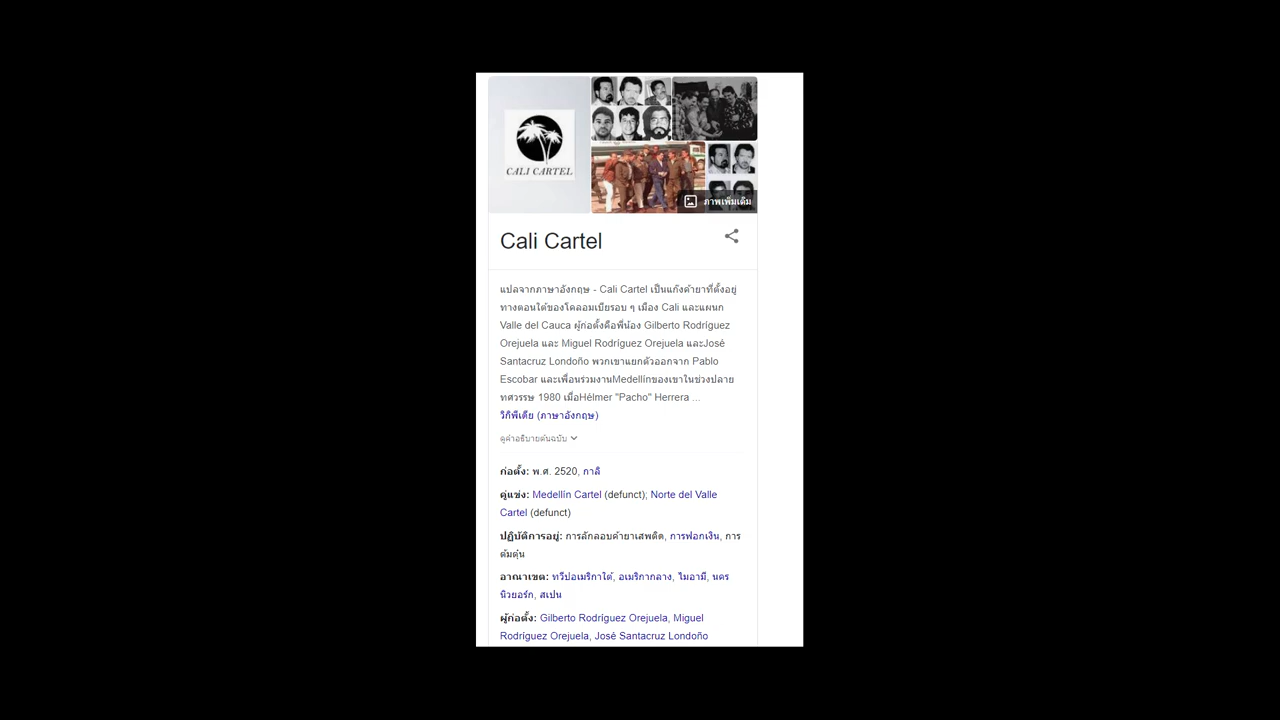 CALI CARTEL
ภาพเพิ่มเติม
Cali Cartel
แปลจากภาษาอังกฤษ - Cali Cartel เป็นแก๊งค้ายาที่ตั้งอยู่
ทางตอนใต้ของโคลอมเบียรอบ ๆ เมือง Cali และแผนก
Valle del Cauca ผู้ก่อตั้งคือพี่น้อง Gilberto Rodríguez
Orejuela และ Miguel Rodríguez Orejuela และJosé
Santacruz Londoño พวกเขาแยกตัวออกจาก Pablo
Escobar และเพื่อนร่วมงานMedellínของเขาในช่วงปลาย
ทศวรรษ 1980 เมื่อHélmer "Pacho" Herrera ...
วิกิพีเดีย (ภาษาอังกฤษ)
ดูคำอธิบายต้นฉบับ
ก่อตั้ง: พ.ศ. 2520, กาลิ
คู่แข่ง: Medellín Cartel (defunct); Norte del Valle
Cartel (defunct)
ปฏิบัติการอยู่: การลักลอบค้ายาเสพติด, การฟอกเงิน, การ
ต้มตุ๋น
อาณาเขต: ทวีปอเมริกาใต้, อเมริกากลาง, ไมอามี, นคร
นิวยอร์ก, สเปน
ผู้ก่อตั้ง: Gilberto Rodríguez Orejuela, Miguel
Rodríguez Orejuela, José Santacruz Londoño